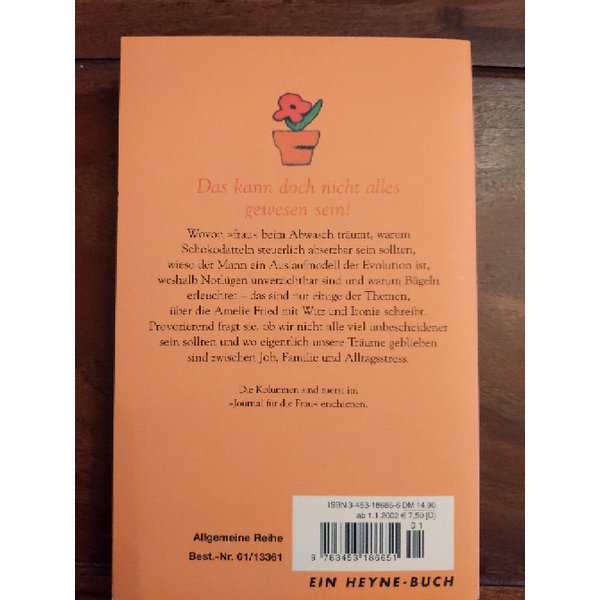 Das kann doch nicht alles
gewesen sein!
Wovon »frau« beim Abwasch träumt, warum
Schokodatteln steuerlich absetzbar sein sollten,
wieso der Mann ein Auslaufmodell der Evolution ist,
weshalb Notlügen unverzichtbar sind und warum Bügeln
erleuchtet – das sind nur einige der Themen,
über die Amelie Fried mit Witz und Ironie schreibt.
Provozierend fragt sie, ob wir nicht alle viel unbescheidener
sein sollten und wo eigentlich unsere Träume geblieben
sind zwischen Job, Familie und Alltagsstress.
Die Kolumnen sind zuerst im
»Journal für die Frau« erschienen.
ISBN 3-453-18665-6 DM 14,90
ab 1.1.2002 € 7,50 [D]
01
Allgemeine Reihe
Best.-Nr. 01/13361
9 783453 186651
EIN HEYNE-BUCH